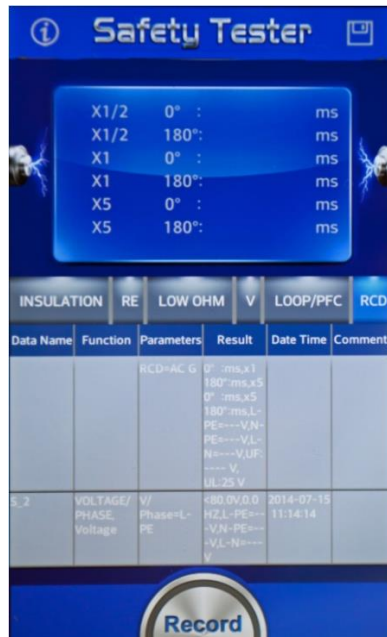 Safety Tester
X1/2 0° : ms
X1/2 180°: ms
X1 0° : ms
X1 180°: ms
X5 0° : ms
X5 180°: ms
INSULATION RE LOW OHM V LOOP/PFC RCD
Data Name Function Parameters Result Date Time Comment
RCD=AC G
0° :ms,x1
180°:ms,x5
0° :ms,x5
180°:ms,L-
PE=---V,N-
PE=---V,L-
N=---V,UF:
---- V,
UL:25 V
S_2
VOLTAGE/
PHASE,
Voltage
V/
Phase=L-
PE
<80.0V,0.0
HZ,L-PE=--
-V,N-PE=--
-V,L-N=---
V
2014-07-15
11:14:14
Record